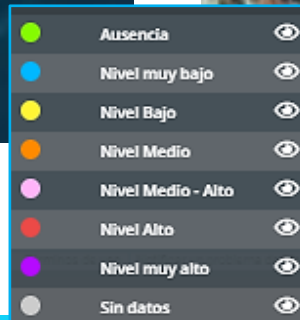 Ausencia
Nivel muy bajo
Nivel Bajo
Nivel Medio
Nivel Medio - Alto
Nivel Alto
Nivel muy alto
Sin datos